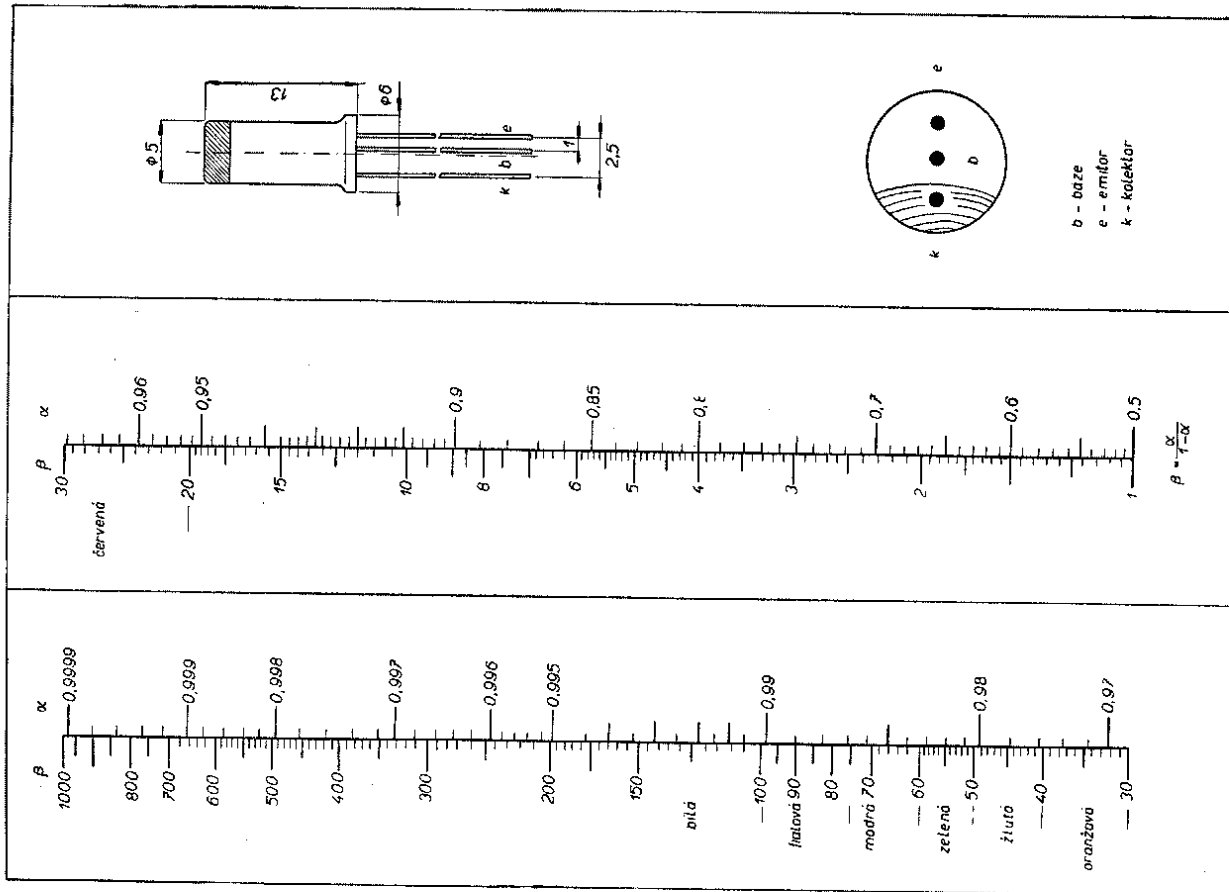 13
ϕ5
ϕ6
e
b
k
1
2,5
e
b
k
b - báze
e - emitor
k - kolektor
α
0,96
0,95
0,9
0,85
0,8
0,7
0,6
0,5
β
30
20
15
10
8
6
5
4
3
2
1
β = α/1-α
červená
α
0,9999
0,999
0,998
0,997
0,996
0,995
0,99
0,98
0,97
β
1000
800
700
600
500
400
300
200
150
100
90
80
70
60
50
40
30
bílá
fialová
modrá
zelená
žlutá
oranžová